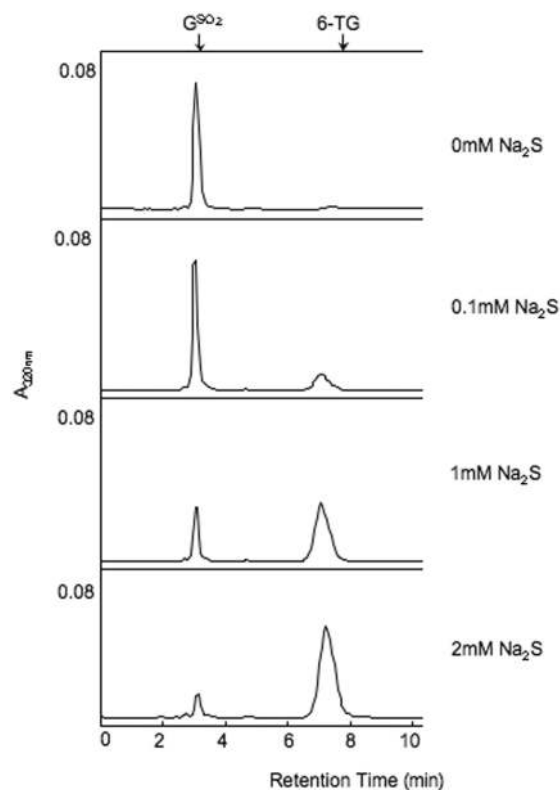 G^SO2 6-TG
0.08
0mM Na₂S
0.08
0.1mM Na₂S
A320nm
0.08
1mM Na₂S
0.08
2mM Na₂S
0 2 4 6 8 10
Retention Time (min)